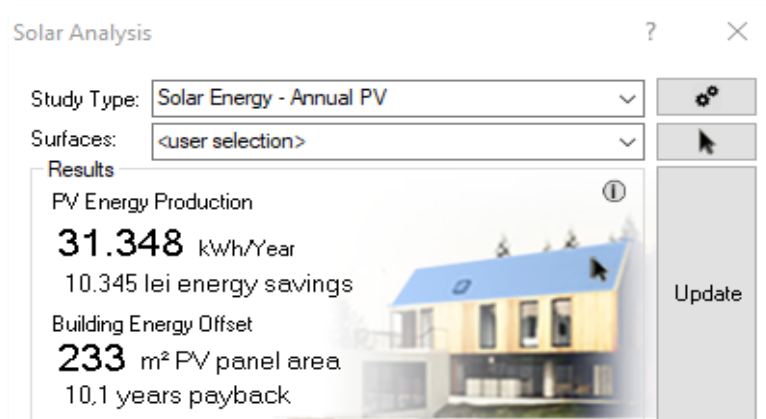 Solar Analysis
Study Type: Solar Energy - Annual PV
Surfaces: <user selection>
Results
PV Energy Production
31.348 kWh/Year
10.345 lei energy savings
Update
Building Energy Offset
233 m² PV panel area
10,1 years payback